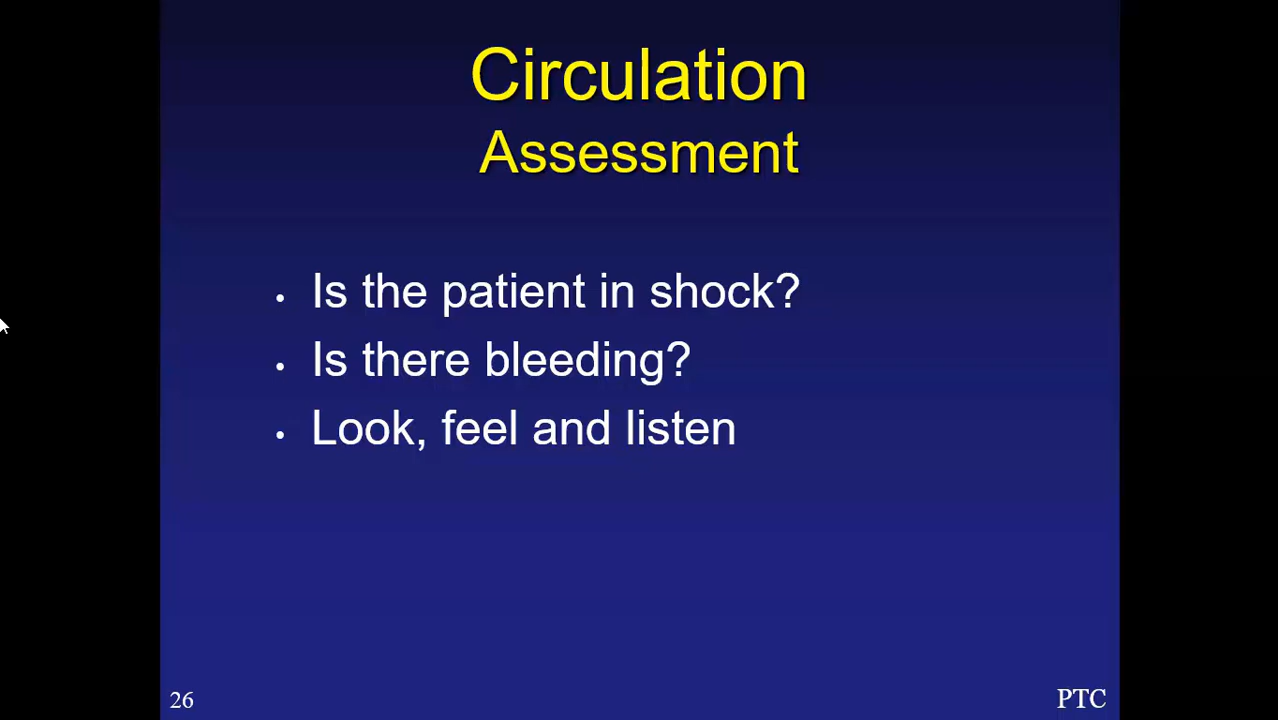 Circulation
Assessment
• Is the patient in shock?
• Is there bleeding?
• Look, feel and listen
26
PTC